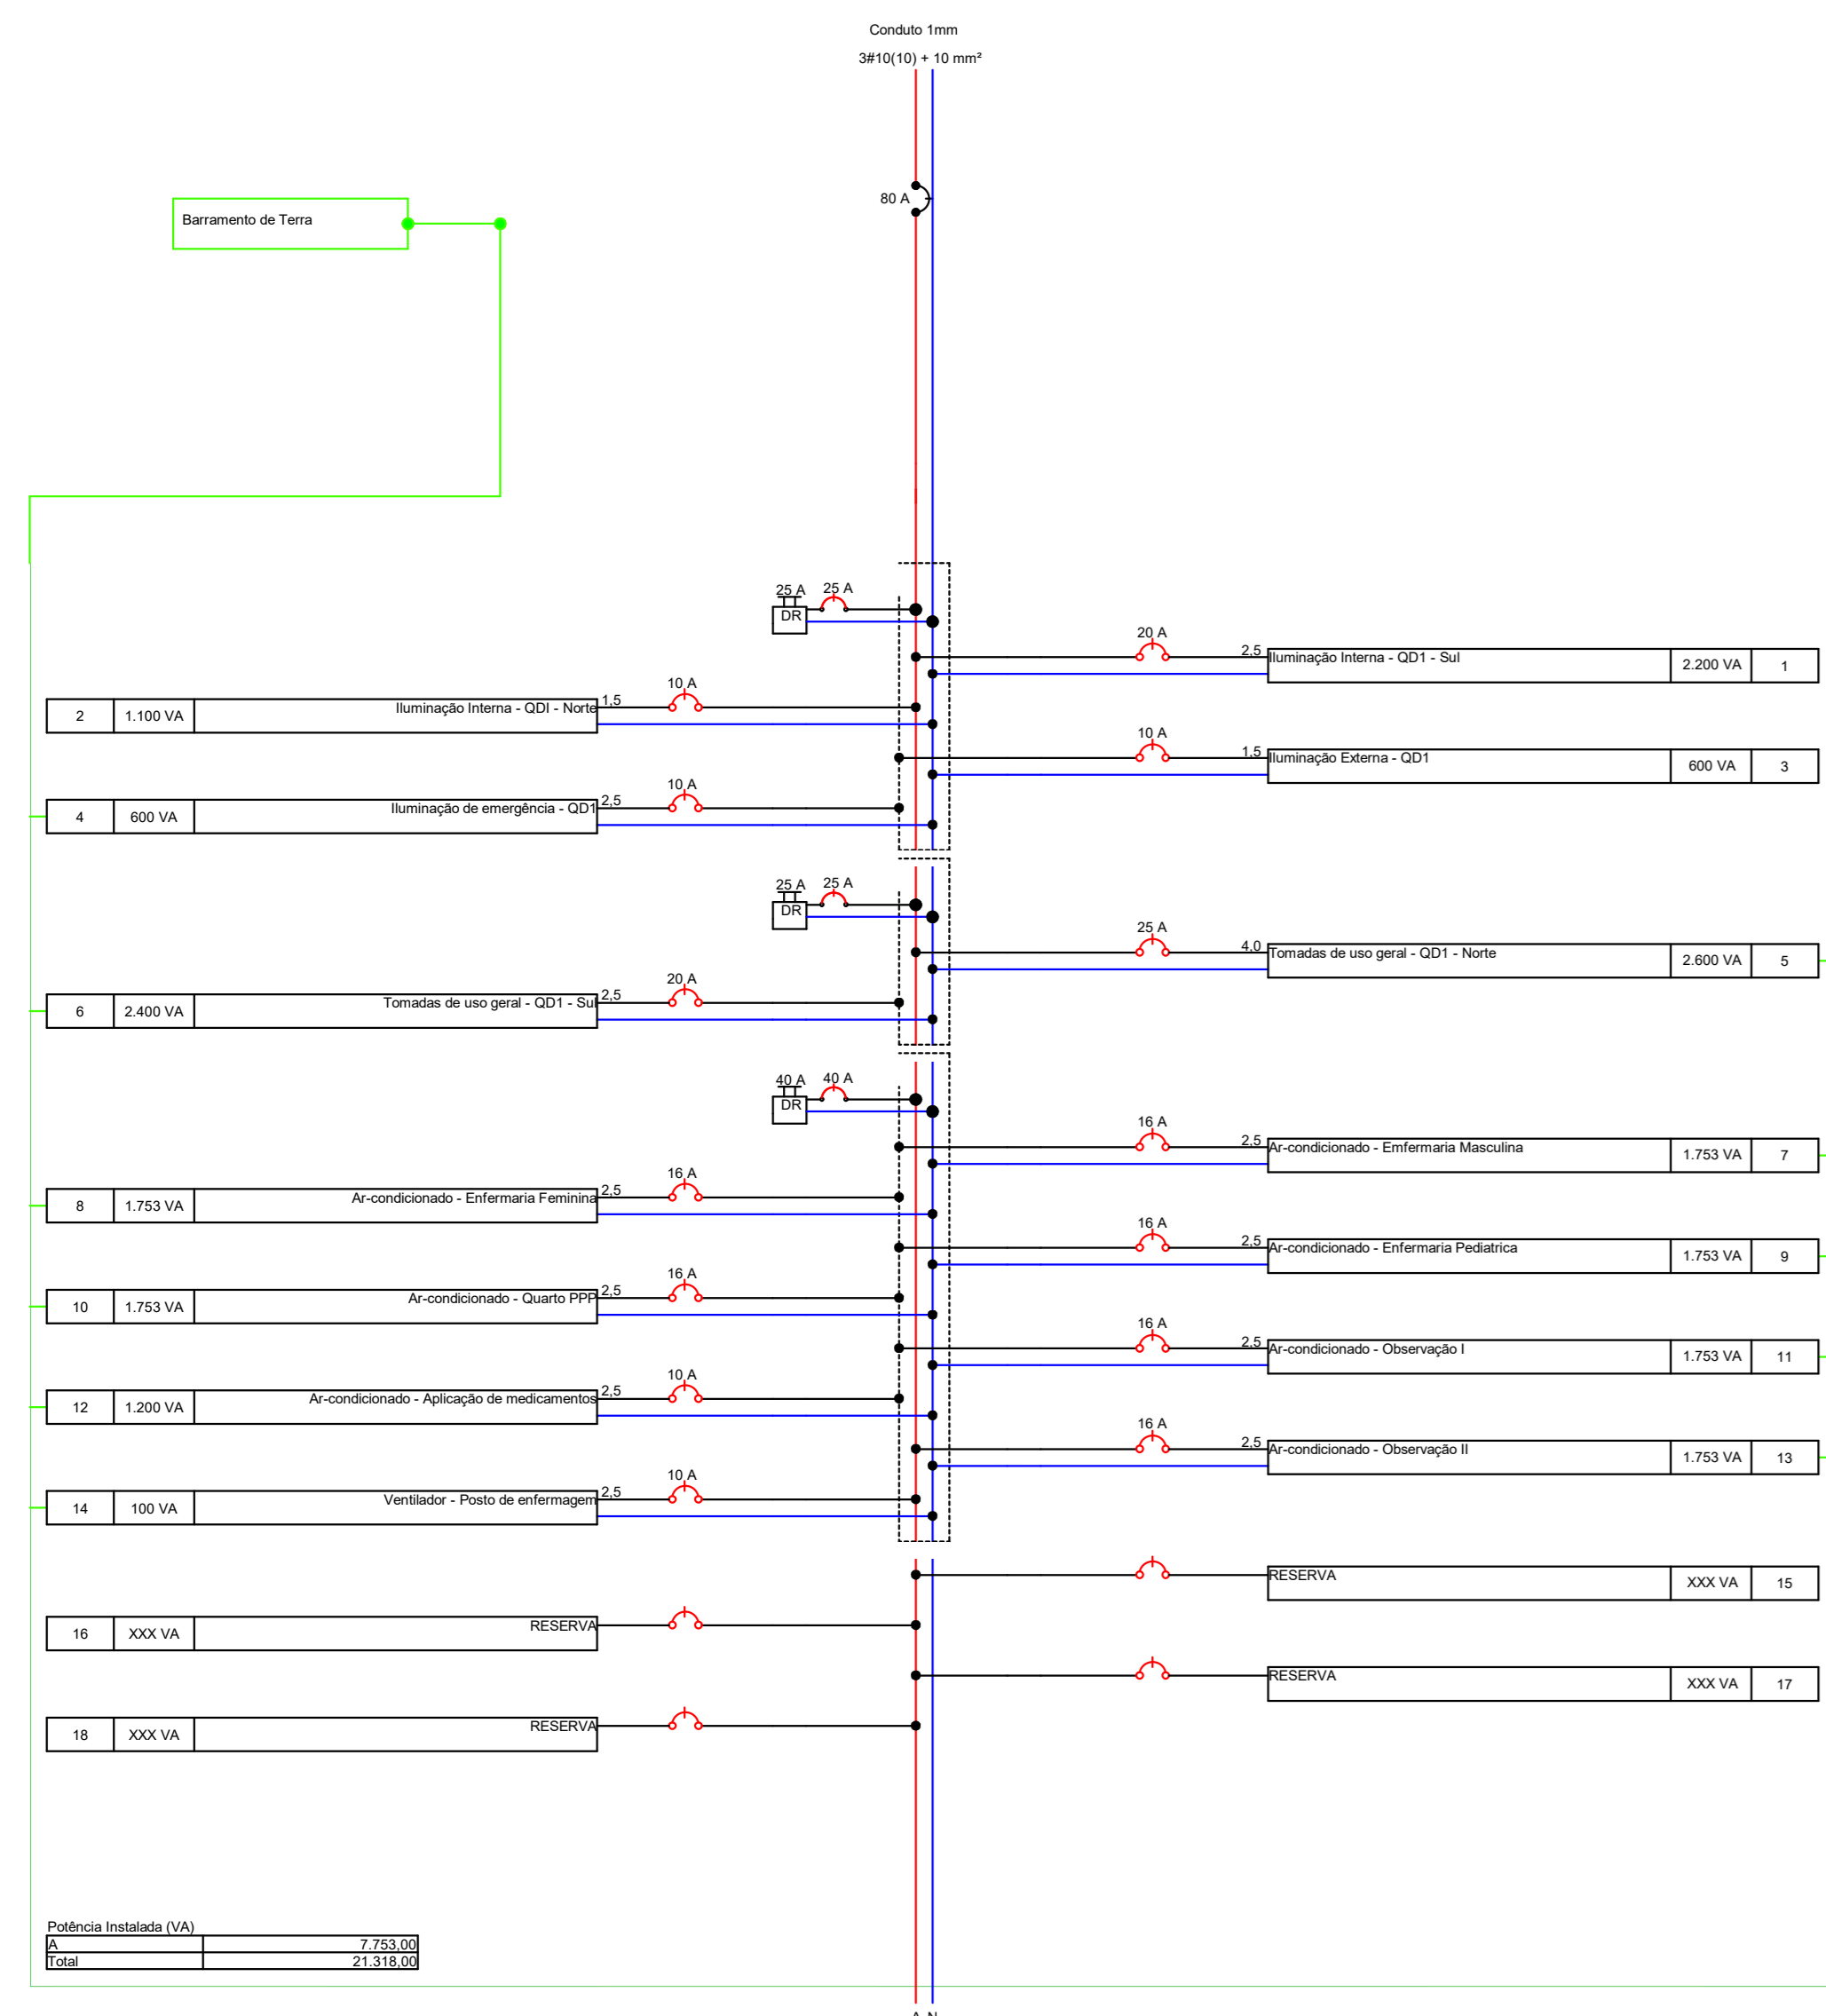 Conduto 1mm
3#10(10) + 10 mm²
80 A
Barramento de Terra
25 A 25 A
DR
20 A
2,5 Iluminação Interna - QD1 - Sul 2.200 VA 1
10 A
2 1.100 VA Iluminação Interna - QDI - Norte 1,5
10 A
1,5 Iluminação Externa - QD1 600 VA 3
10 A
4 600 VA Iluminação de emergência - QD1 2,5
25 A 25 A
DR
25 A
4,0 Tomadas de uso geral - QD1 - Norte 2.600 VA 5
20 A
6 2.400 VA Tomadas de uso geral - QD1 - Sul 2,5
40 A 40 A
DR
16 A
2,5 Ar-condicionado - Emfermaria Masculina 1.753 VA 7
16 A
8 1.753 VA Ar-condicionado - Enfermaria Feminina 2,5
16 A
2,5 Ar-condicionado - Enfermaria Pediatrica 1.753 VA 9
16 A
10 1.753 VA Ar-condicionado - Quarto PPP 2,5
16 A
2,5 Ar-condicionado - Observação I 1.753 VA 11
10 A
12 1.200 VA Ar-condicionado - Aplicação de medicamentos 2,5
16 A
2,5 Ar-condicionado - Observação II 1.753 VA 13
10 A
14 100 VA Ventilador - Posto de enfermagem 2,5
RESERVA XXX VA 15
16 XXX VA RESERVA
RESERVA XXX VA 17
18 XXX VA RESERVA
Potência Instalada (VA)
A 7.753,00
Total 21.318,00
A N